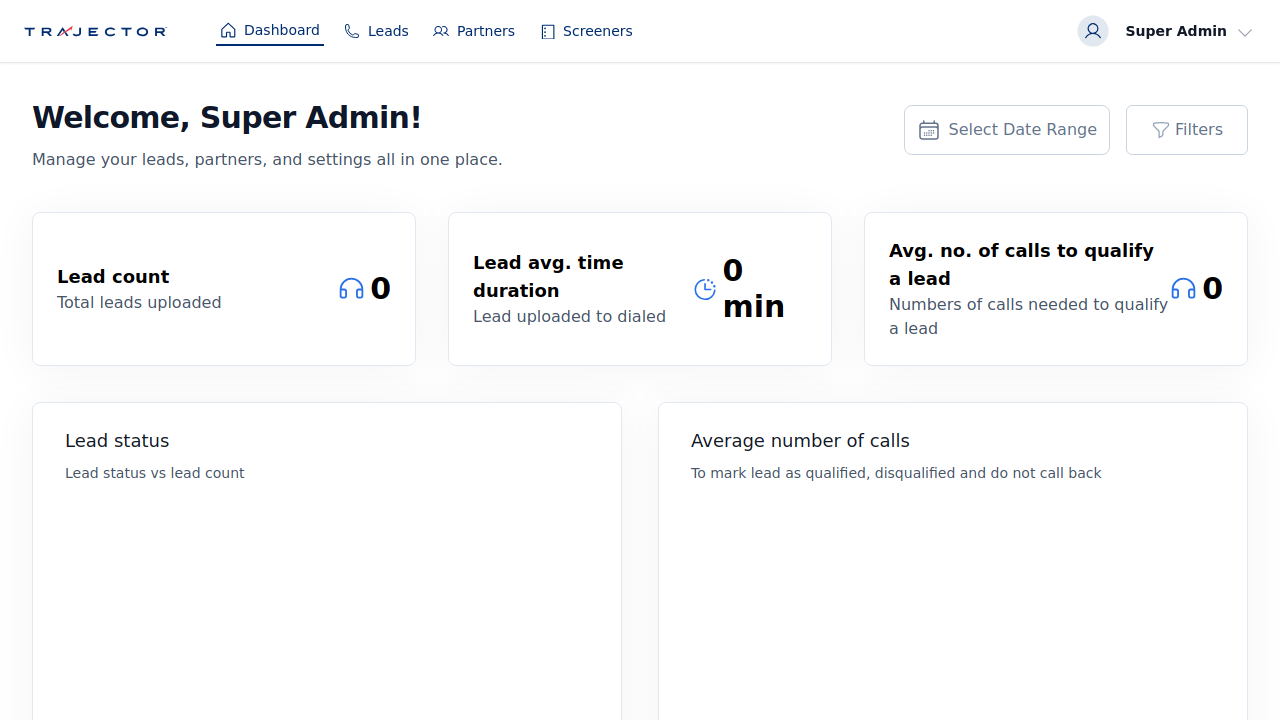 TRAJECTOR
Dashboard
Leads
Partners
Screeners
Super Admin
Welcome, Super Admin!
Manage your leads, partners, and settings all in one place.
Select Date Range
Filters
Lead count
Total leads uploaded
0
Lead avg. time
duration
Lead uploaded to dialed
0
min
Avg. no. of calls to qualify
a lead
Numbers of calls needed to qualify
a lead
0
Lead status
Lead status vs lead count
Average number of calls
To mark lead as qualified, disqualified and do not call back